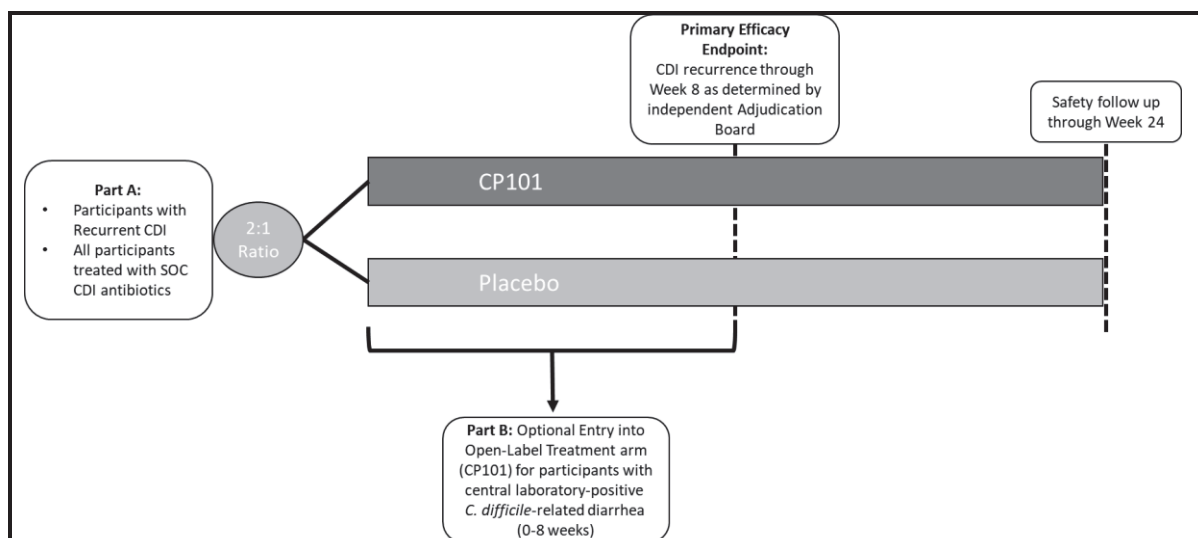 Primary Efficacy
Endpoint:
CDI recurrence through
Week 8 as determined by
independent Adjudication
Board
Safety follow up
through Week 24
Part A:
• Participants with
Recurrent CDI
• All participants
treated with SOC
CDI antibiotics
2:1
Ratio
CP101
Placebo
Part B: Optional Entry into
Open-Label Treatment arm
(CP101) for participants with
central laboratory-positive
C. difficile-related diarrhea
(0-8 weeks)